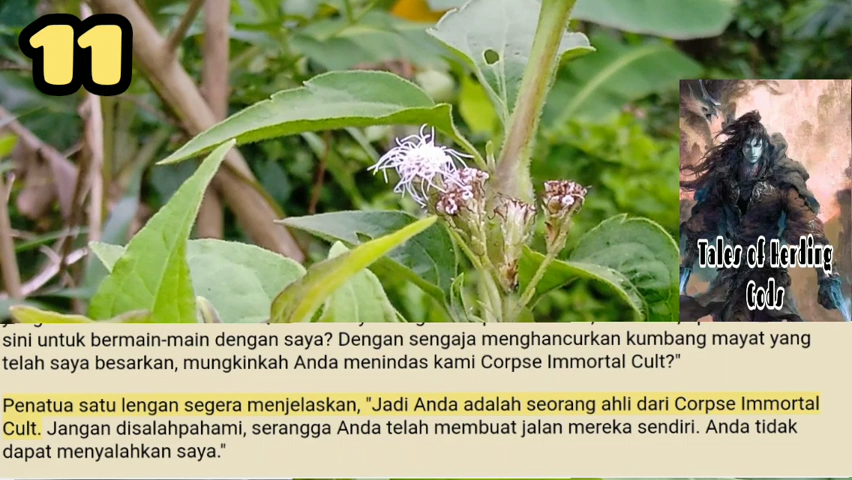 11
Tales of Herding
Gods
sini untuk bermain-main dengan saya? Dengan sengaja menghancurkan kumbang mayat yang
telah saya besarkan, mungkinkah Anda menindas kami Corpse Immortal Cult?"
Penatua satu lengan segera menjelaskan, "Jadi Anda adalah seorang ahli dari Corpse Immortal
Cult. Jangan disalahpahami, serangga Anda telah membuat jalan mereka sendiri. Anda tidak
dapat menyalahkan saya."